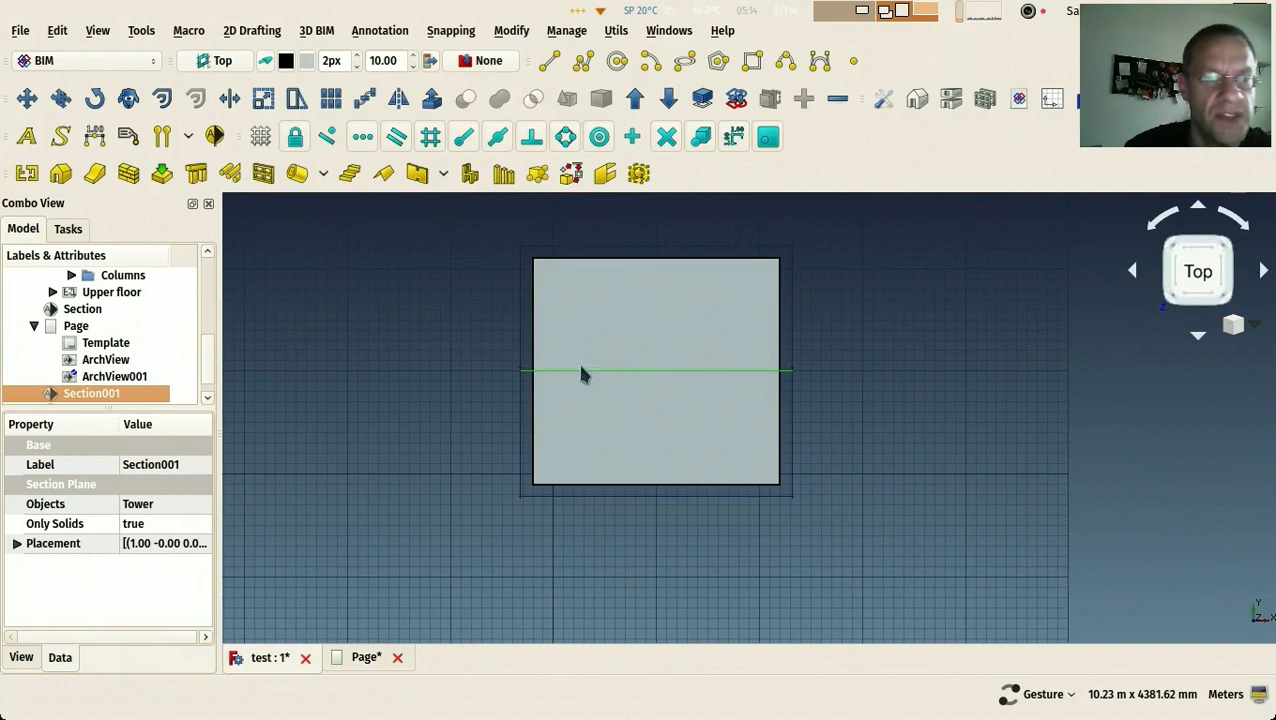 SP 20°C 05:14
File Edit View Tools Macro 2D Drafting 3D BIM Annotation Snapping Modify Manage Utils Windows Help
BIM Top 2px 10.00 None
Combo View
Model Tasks
Labels & Attributes
Columns
Upper floor
Section
Page
Template
ArchView
ArchView001
Section001
Property Value
Base
Label Section001
Section Plane
Objects Tower
Only Solids true
Placement [(1.00 -0.00 0.0...
View Data
Top
Z
Y
Z X
test : 1* Page*
Gesture 10.23 m x 4381.62 mm Meters